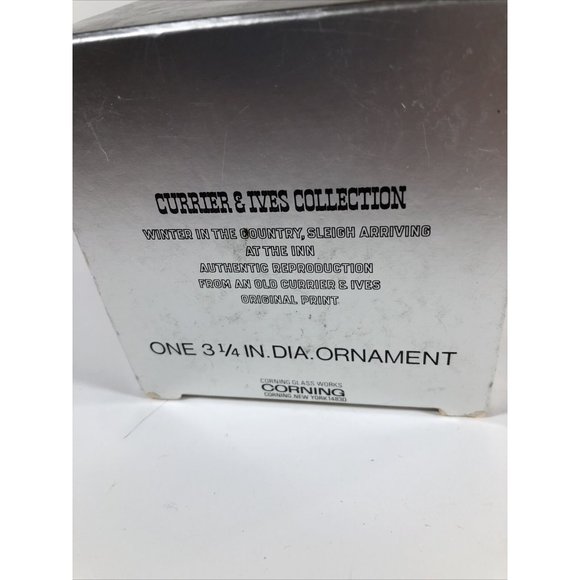 CURRIER & IVES COLLECTION
WINTER IN THE COUNTRY, SLEIGH ARRIVING
AT THE INN
AUTHENTIC REPRODUCTION
FROM AN OLD CURRIER & IVES
ORIGINAL PRINT
ONE 3 1/4 IN.DIA.ORNAMENT
CORNING GLASS WORKS
CORNING
CORNING NEW YORK 14830